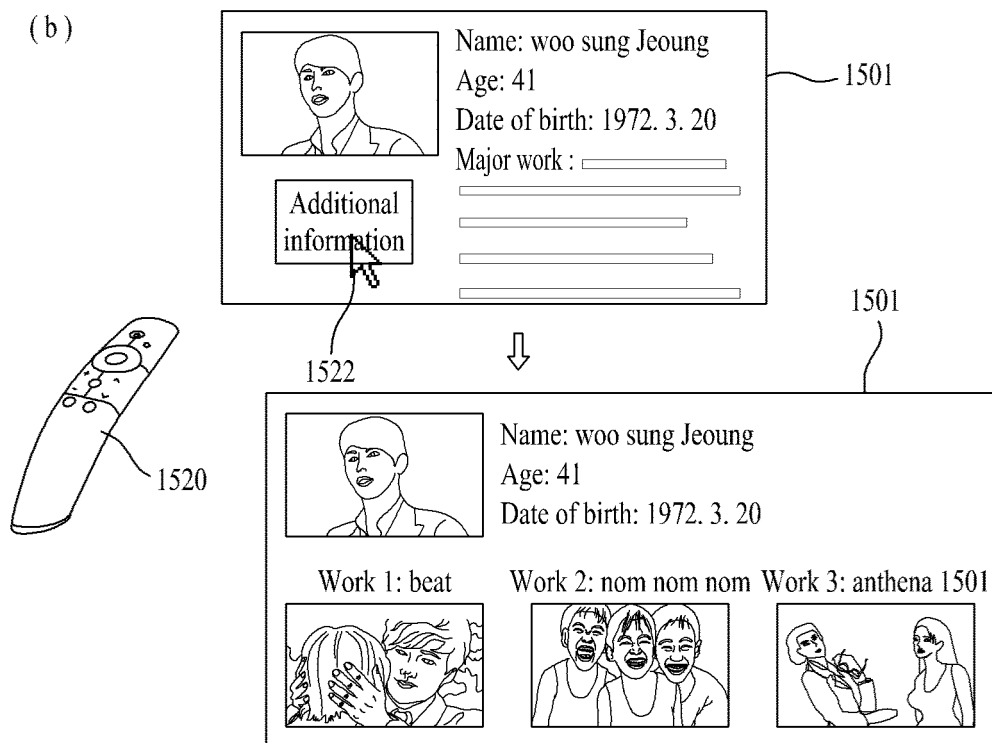 (b)
Name: woo sung Jeoung
Age: 41
Date of birth: 1972. 3. 20
Major work :
Additional
information
1501
1522
1501
1520
Name: woo sung Jeoung
Age: 41
Date of birth: 1972. 3. 20
Work 1: beat
Work 2: nom nom nom
Work 3: anthena 1501